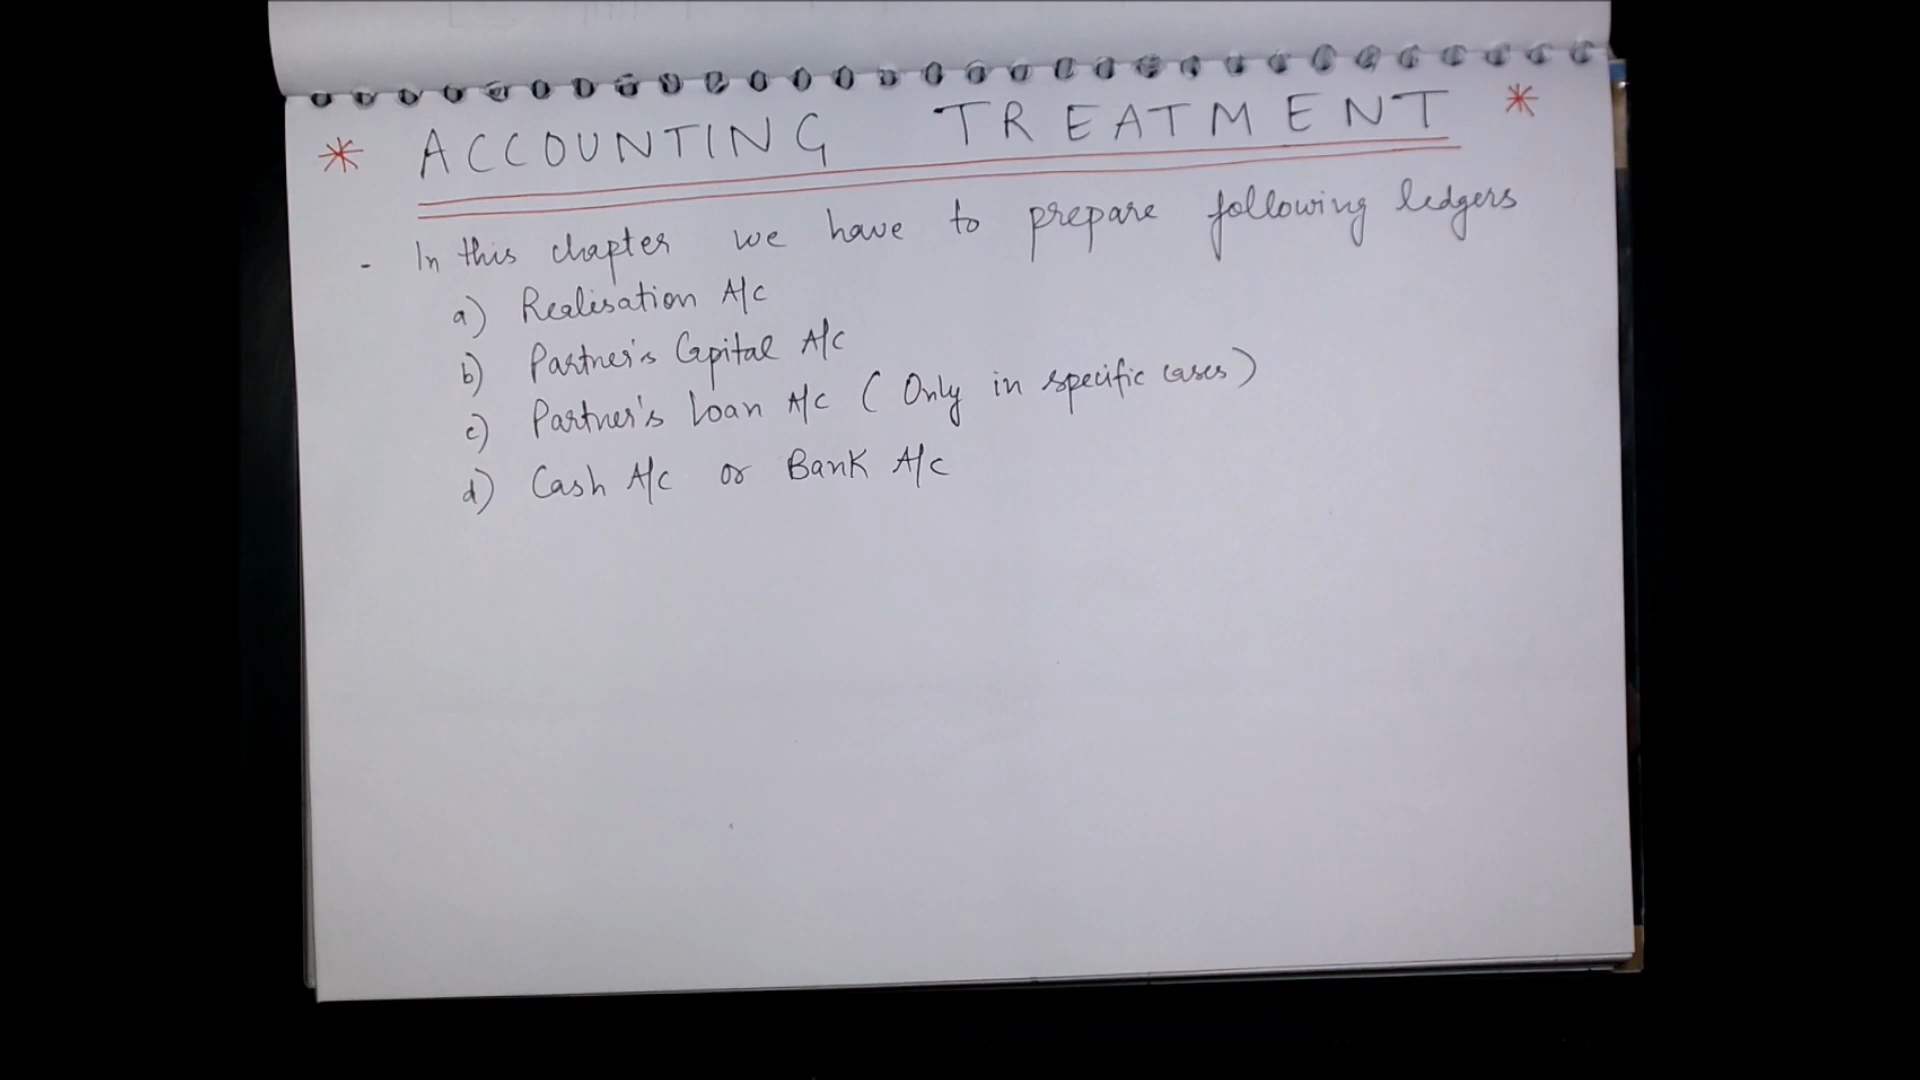 * ACCOUNTING TREATMENT *
- In this chapter we have to prepare following ledgers
a) Realisation A/c
b) Partner's Capital A/c
c) Partner's Loan A/c (Only in specific cases)
d) Cash A/c or Bank A/c